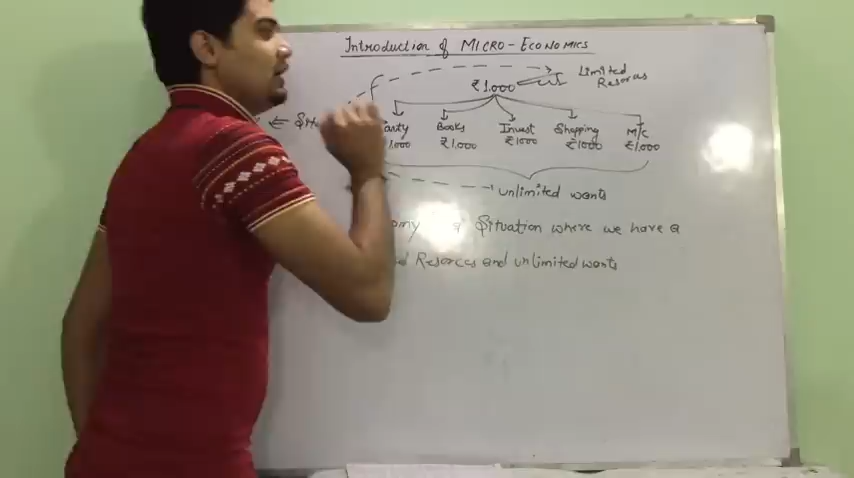 Introduction of MICRO-ECONOMICS
₹1.000 Limited Resoras
Books Invest Shopping M/C
1.000 ₹1.000 ₹1000 ₹1000 ₹1,000
unlimited wants
Situation where we have a
Resorces and unlimited wants